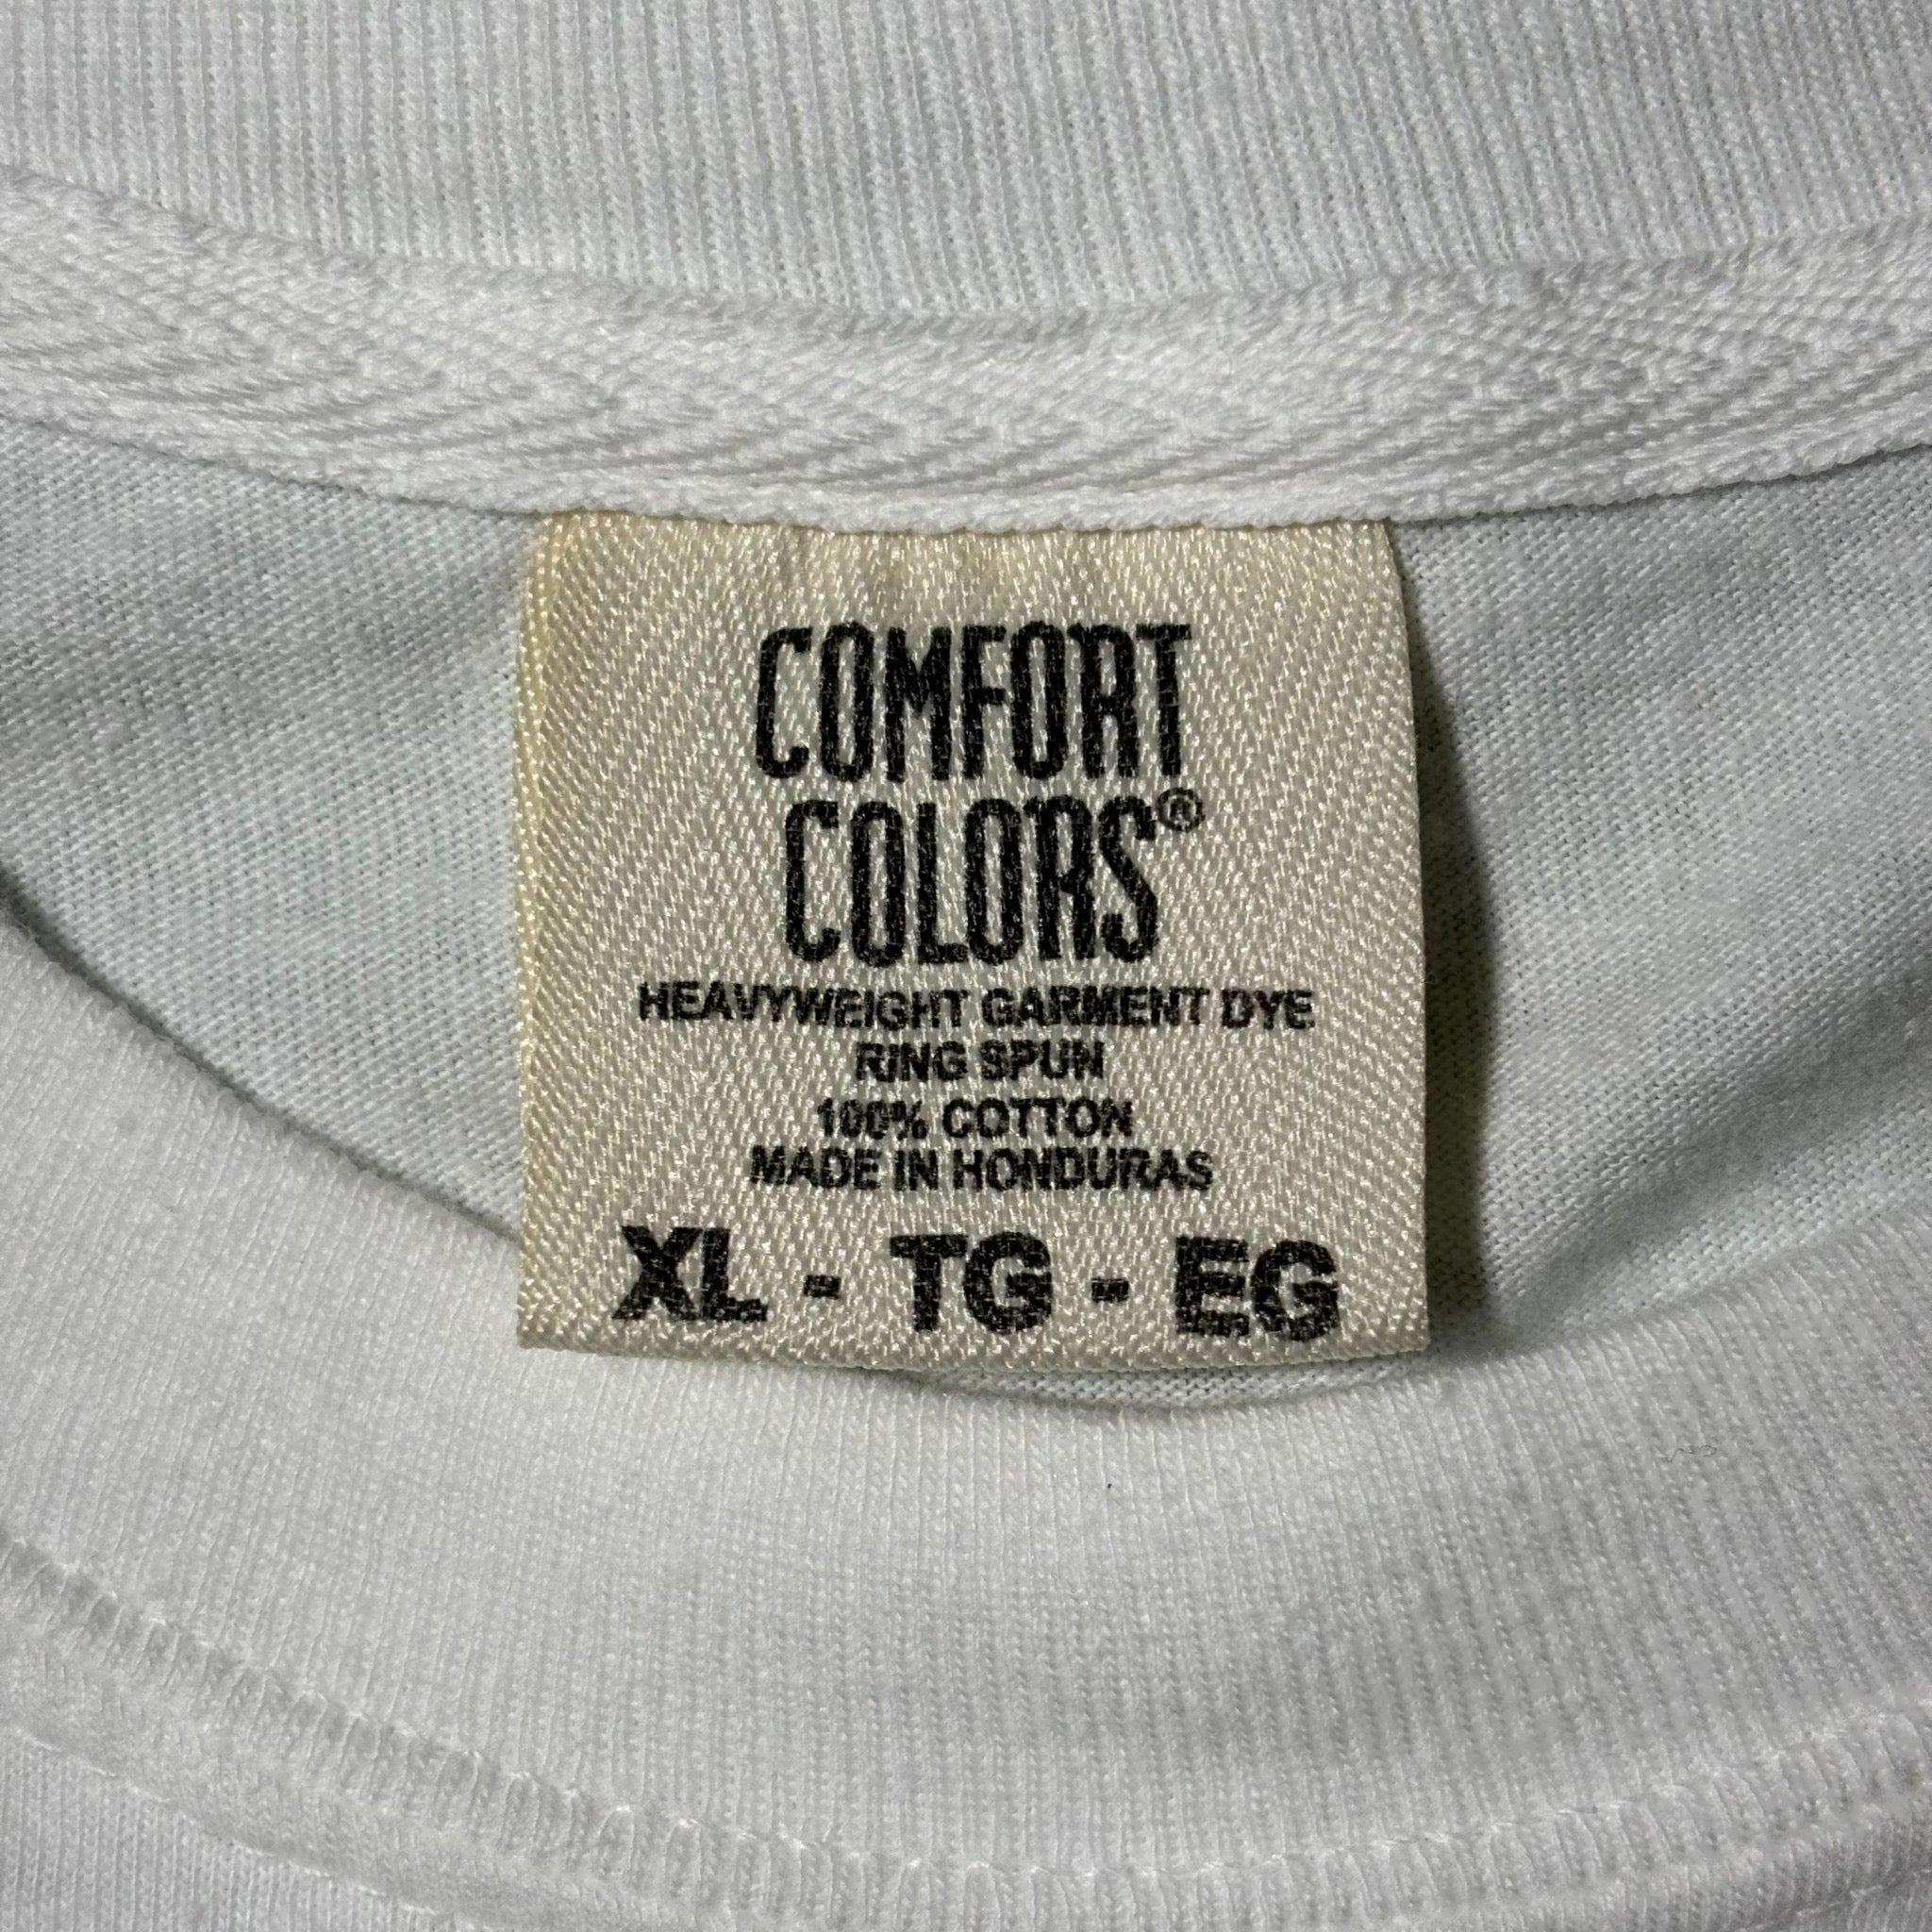 COMFORT
COLORS®
HEAVYWEIGHT GARMENT DYE
RING SPUN
100% COTTON
MADE IN HONDURAS
XL - TG - EG